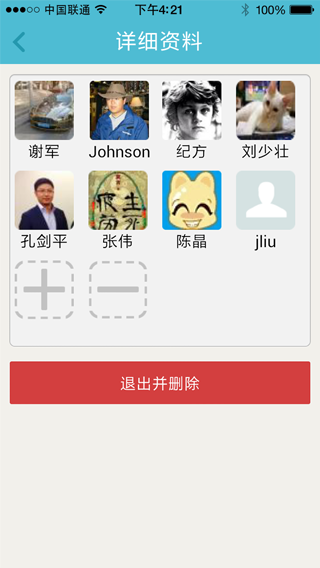 中国联通 下午4:21 100%
详细资料
谢军 Johnson 纪方 刘少壮
孔剑平 张伟 陈晶 jliu
退出并删除